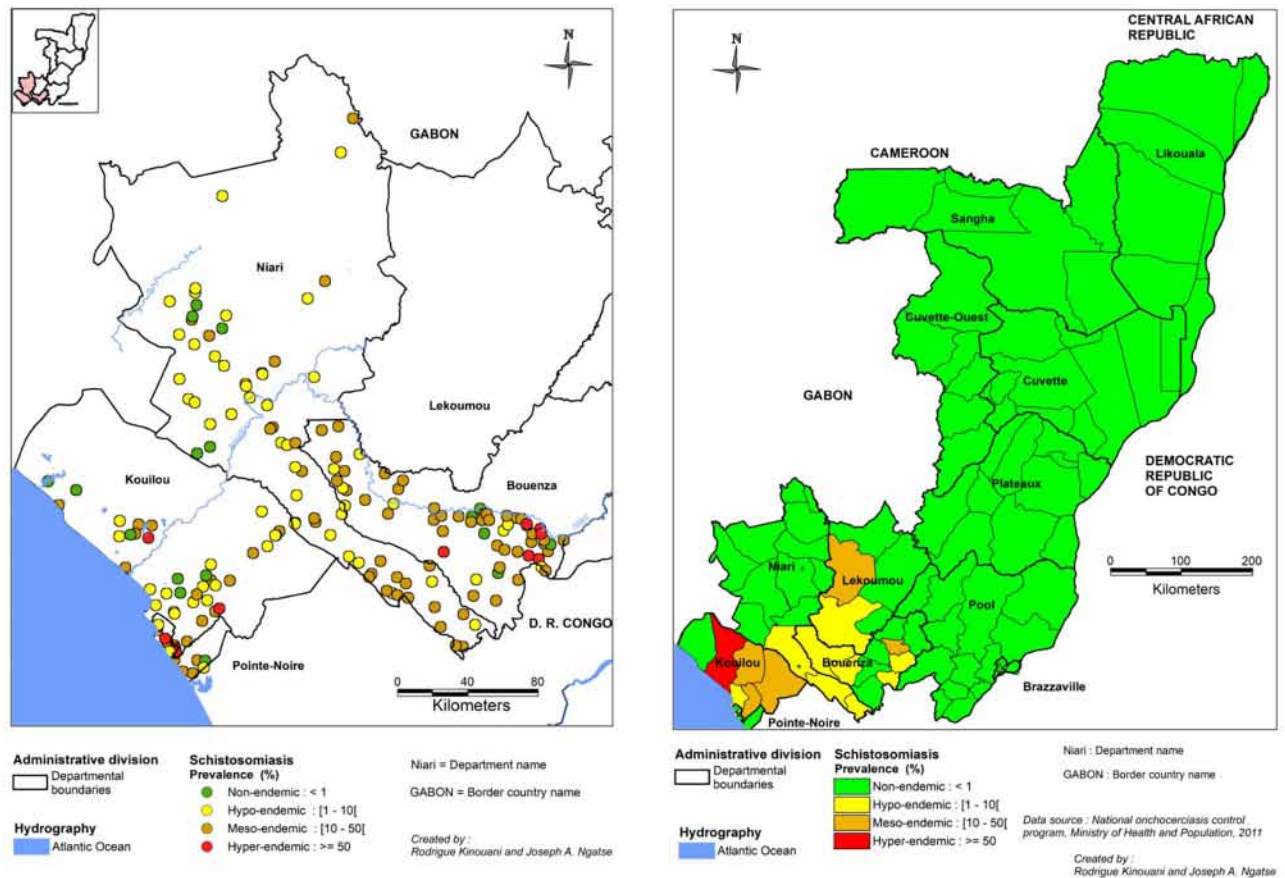 N
GABON
Niari
Lekoumou
Kouilou
Bouenza
D. R. CONGO
Pointe-Noire
0 20 40 80
Kilometers
Administrative division
Departmental
boundaries
Hydrography
Atlantic Ocean
Schistosomiasis
Prevalence (%)
Non-endemic : < 1
Hypo-endemic : [1 - 10[
Meso-endemic : [10 - 50[
Hyper-endemic : >= 50
Niari = Department name
GABON = Border country name
Created by :
Rodrigue Kinouani and Joseph A. Ngatse
N
CENTRAL AFRICAN
REPUBLIC
CAMEROON
Likouala
Sangha
Cuvette-Ouest
Cuvette
GABON
DEMOCRATIC
REPUBLIC
OF CONGO
Plateaux
0 50 100 200
Kilometers
Niari
Lekoumou
Pool
Kouilou
Bouenza
Brazzaville
Pointe-Noire
Administrative division
Departmental
boundaries
Hydrography
Atlantic Ocean
Schistosomiasis
Prevalence (%)
Non-endemic : < 1
Hypo-endemic : [1 - 10[
Meso-endemic : [10 - 50[
Hyper-endemic : >= 50
Niari : Department name
GABON : Border country name
Data source : National onchocerciasis control
program, Ministry of Health and Population, 2011
Created by :
Rodrigue Kinouani and Joseph A. Ngatse